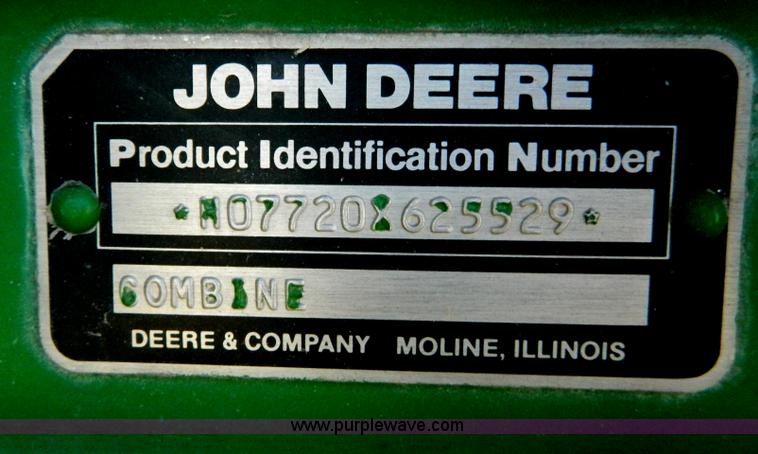 JOHN DEERE
Product Identification Number
*H07720X625529*
COMBINE
DEERE & COMPANY MOLINE, ILLINOIS
www.purplewave.com